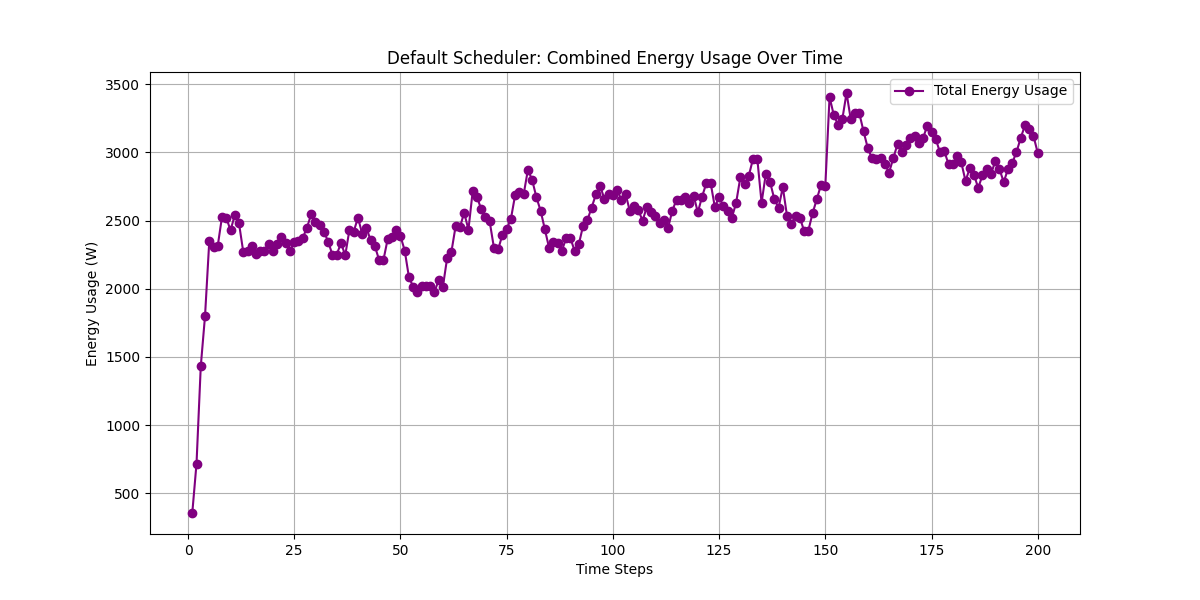 Default Scheduler: Combined Energy Usage Over Time
Total Energy Usage
Energy Usage (W)
3500
3000
2500
2000
1500
1000
500
0 25 50 75 100 125 150 175 200
Time Steps